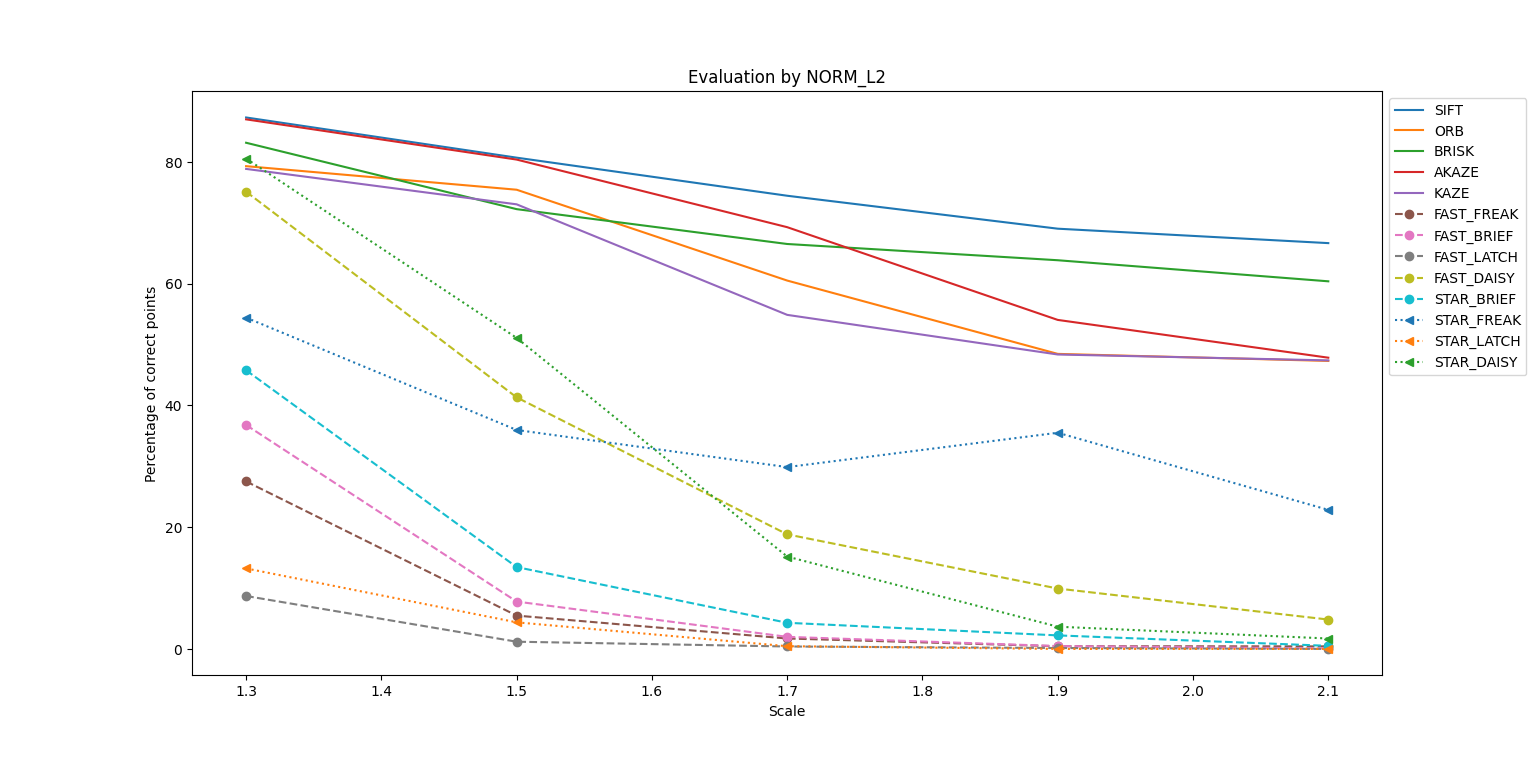 Evaluation by NORM_L2
Percentage of correct points
80
60
40
20
0
1.3 1.4 1.5 1.6 1.7 1.8 1.9 2.0 2.1
Scale
SIFT
ORB
BRISK
AKAZE
KAZE
FAST_FREAK
FAST_BRIEF
FAST_LATCH
FAST_DAISY
STAR_BRIEF
STAR_FREAK
STAR_LATCH
STAR_DAISY